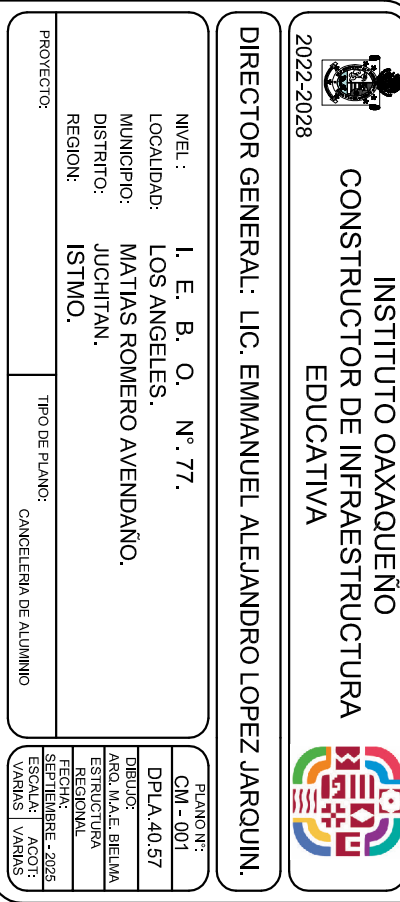 INSTITUTO OAXAQUEÑO
CONSTRUCTOR DE INFRAESTRUCTURA
EDUCATIVA
2022-2028
DIRECTOR GENERAL: LIC. EMMANUEL ALEJANDRO LOPEZ JARQUIN.
NIVEL : I. E. B. O. N°. 77.
LOCALIDAD: LOS ANGELES.
MUNICIPIO: MATIAS ROMERO AVENDAÑO.
DISTRITO: JUCHITAN.
REGION: ISTMO.
PROYECTO:
TIPO DE PLANO:
CANCELERIA DE ALUMINIO
PLANO N°:
CM - 001
DPLA.40.57
DIBUJO:
ARQ. M.A.E. BIELMA
ESTRUCTURA
REGIONAL
FECHA:
SEPTIEMBRE - 2025
ESCALA: ACOT:
VARIAS VARIAS